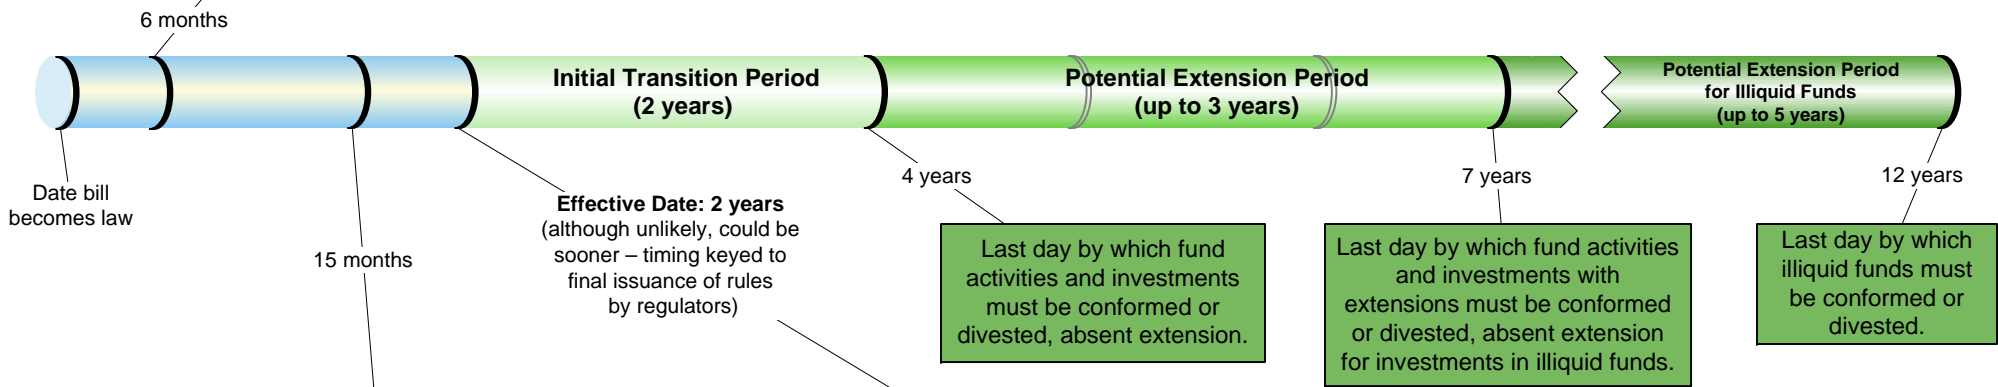 6 months
Initial Transition Period
(2 years)
Potential Extension Period
(up to 3 years)
Potential Extension Period
for Illiquid Funds
(up to 5 years)
Date bill
becomes law
15 months
Effective Date: 2 years
(although unlikely, could be
sooner – timing keyed to
final issuance of rules
by regulators)
4 years
Last day by which fund
activities and investments
must be conformed or
divested, absent extension.
7 years
Last day by which fund activities
and investments with
extensions must be conformed
or divested, absent extension
for investments in illiquid funds.
12 years
Last day by which
illiquid funds must
be conformed or
divested.